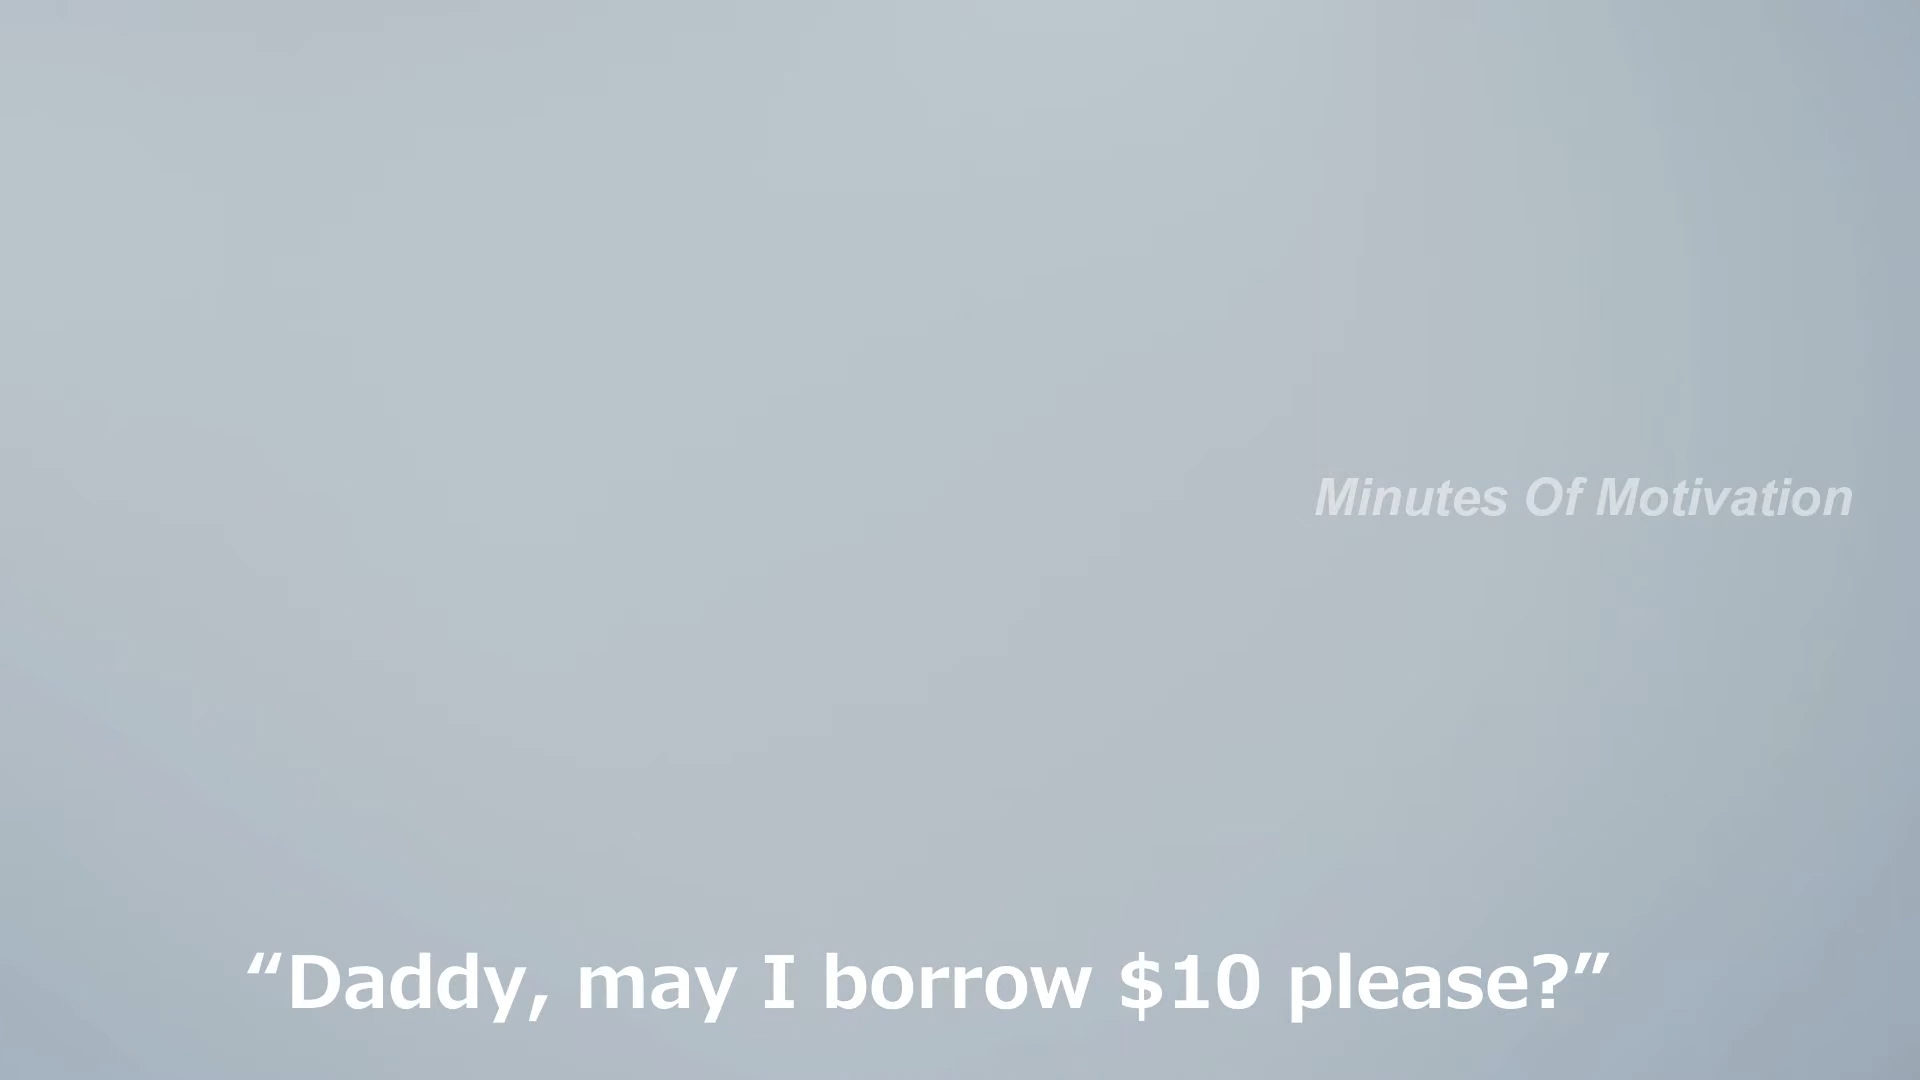 Minutes Of Motivation
“Daddy, may I borrow $10 please?”